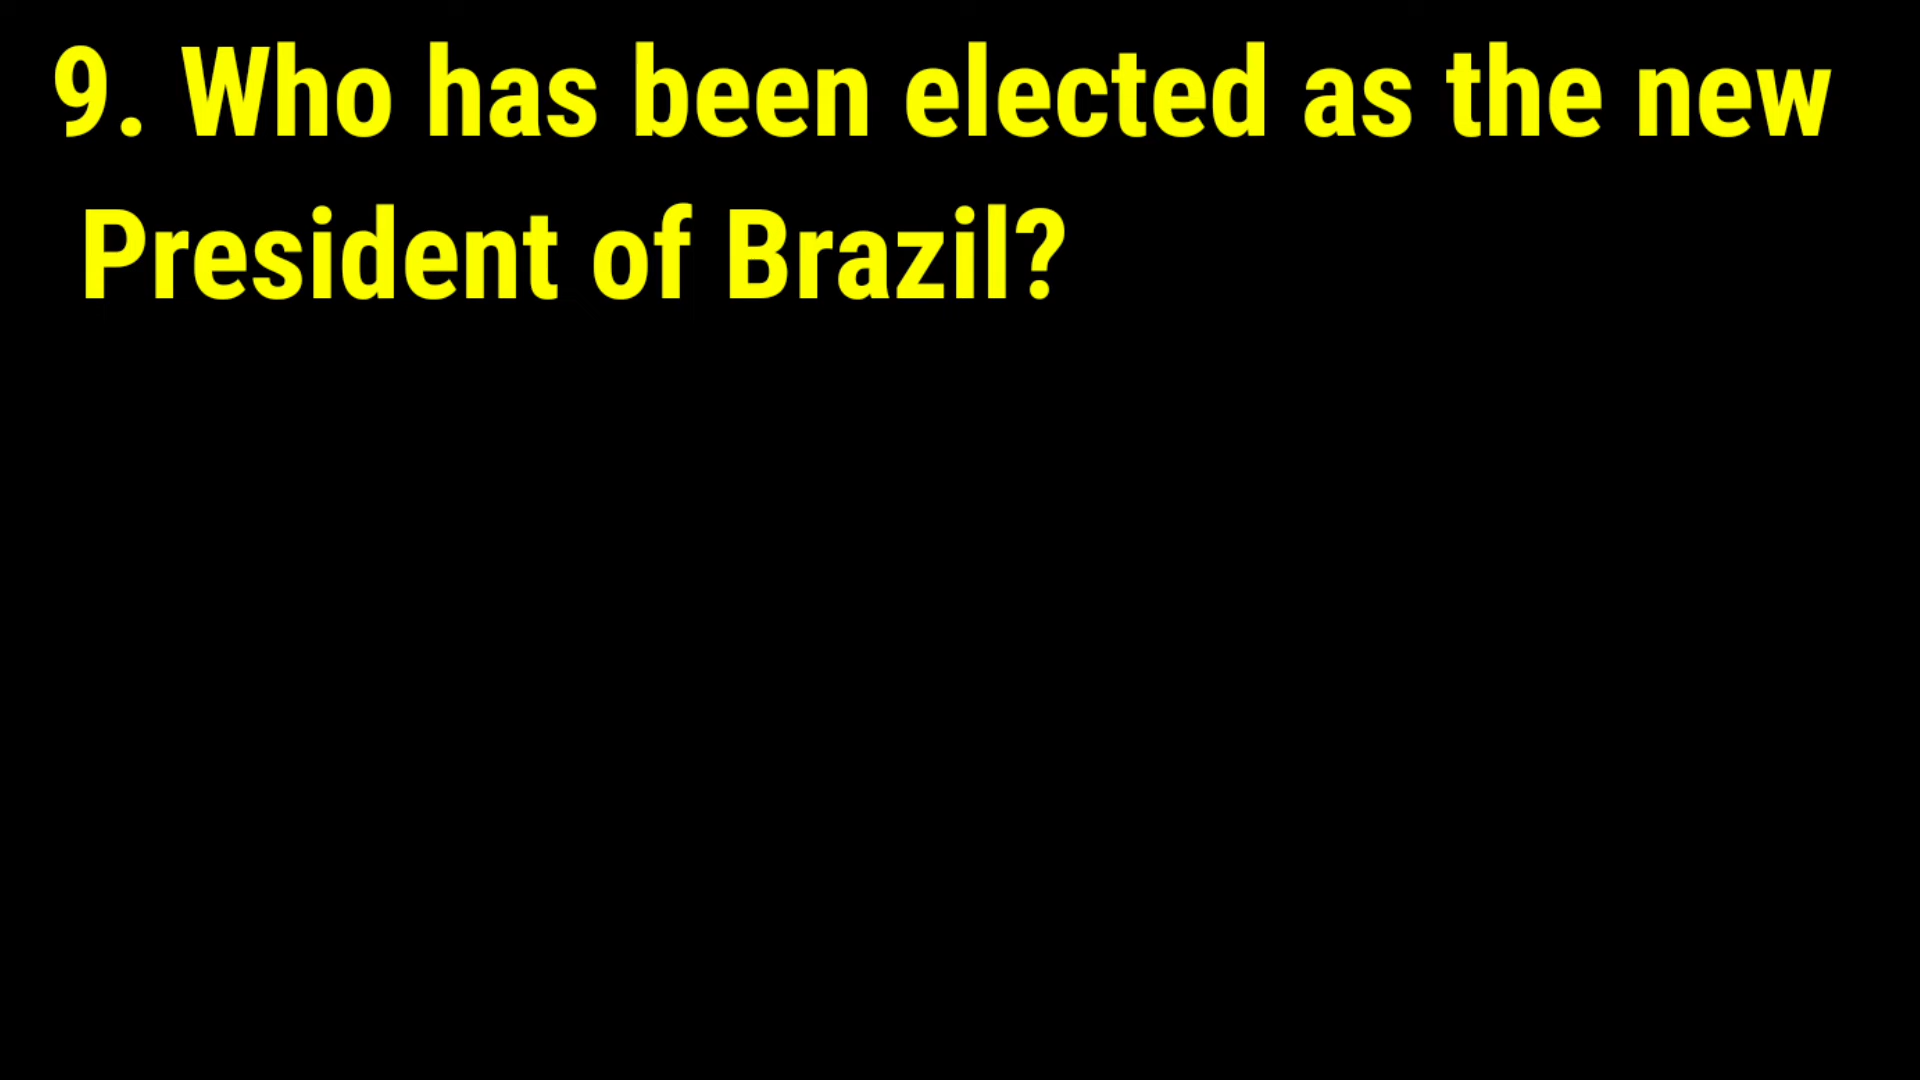 9. Who has been elected as the new
President of Brazil?